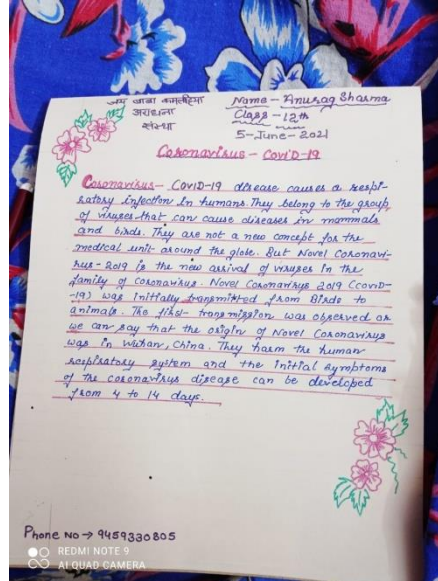 जय बाबा कमलहिया
अराधना
संस्था
Name - Anurag Sharma
Class - 12th
5-June-2021
Coronavirus - CoviD-19
Coronavirus - CoviD-19 disease causes a respi-
ratory infection in humans. They belong to the group
of viruses that can cause diseases in mammals
and birds. They are not a new concept for the
medical unit around the globe. But Novel Coronavi-
rus-2019 is the new arrival of viruses in the
family of coronavirus. Novel Coronavirus 2019 (CoviD
-19) was initially transmitted from Birds to
animals. The first- transmission was observed or
we can say that the origin of Novel Coronavirus
was in Wuhan, China. They harm the human
respiratory system and the initial symptoms
of the coronavirus disease can be developed
from 4 to 14 days.
Phone No → 9459330805
REDMI NOTE 9
AI QUAD CAMERA